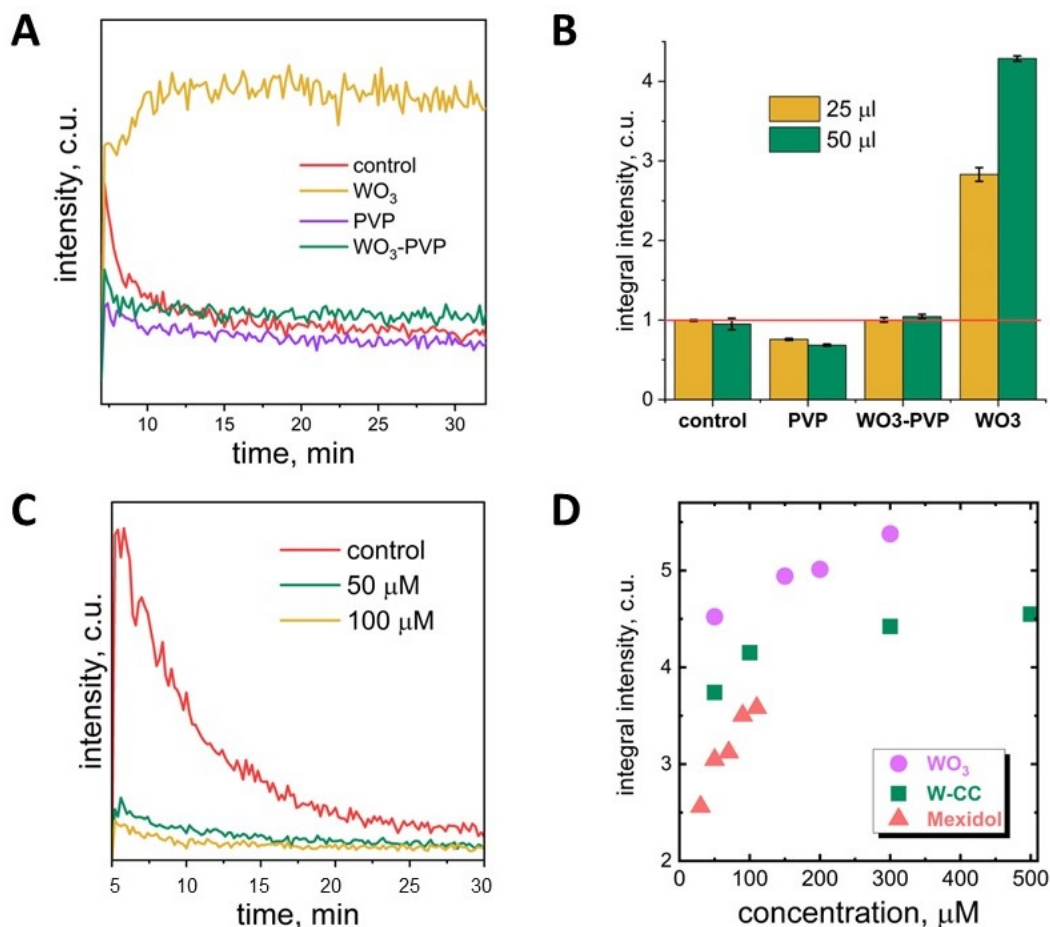 A
intensity, c.u.
control
WO₃
PVP
WO₃-PVP
10 15 20 25 30
time, min
B
integral intensity, c.u.
4
3
2
1
0
25 µl
50 µl
control PVP WO3-PVP WO3
C
intensity, c.u.
control
50 µM
100 µM
5 10 15 20 25 30
time, min
D
integral intensity, c.u.
5
4
3
2
WO₃
W-CC
Mexidol
0 100 200 300 400 500
concentration, µM